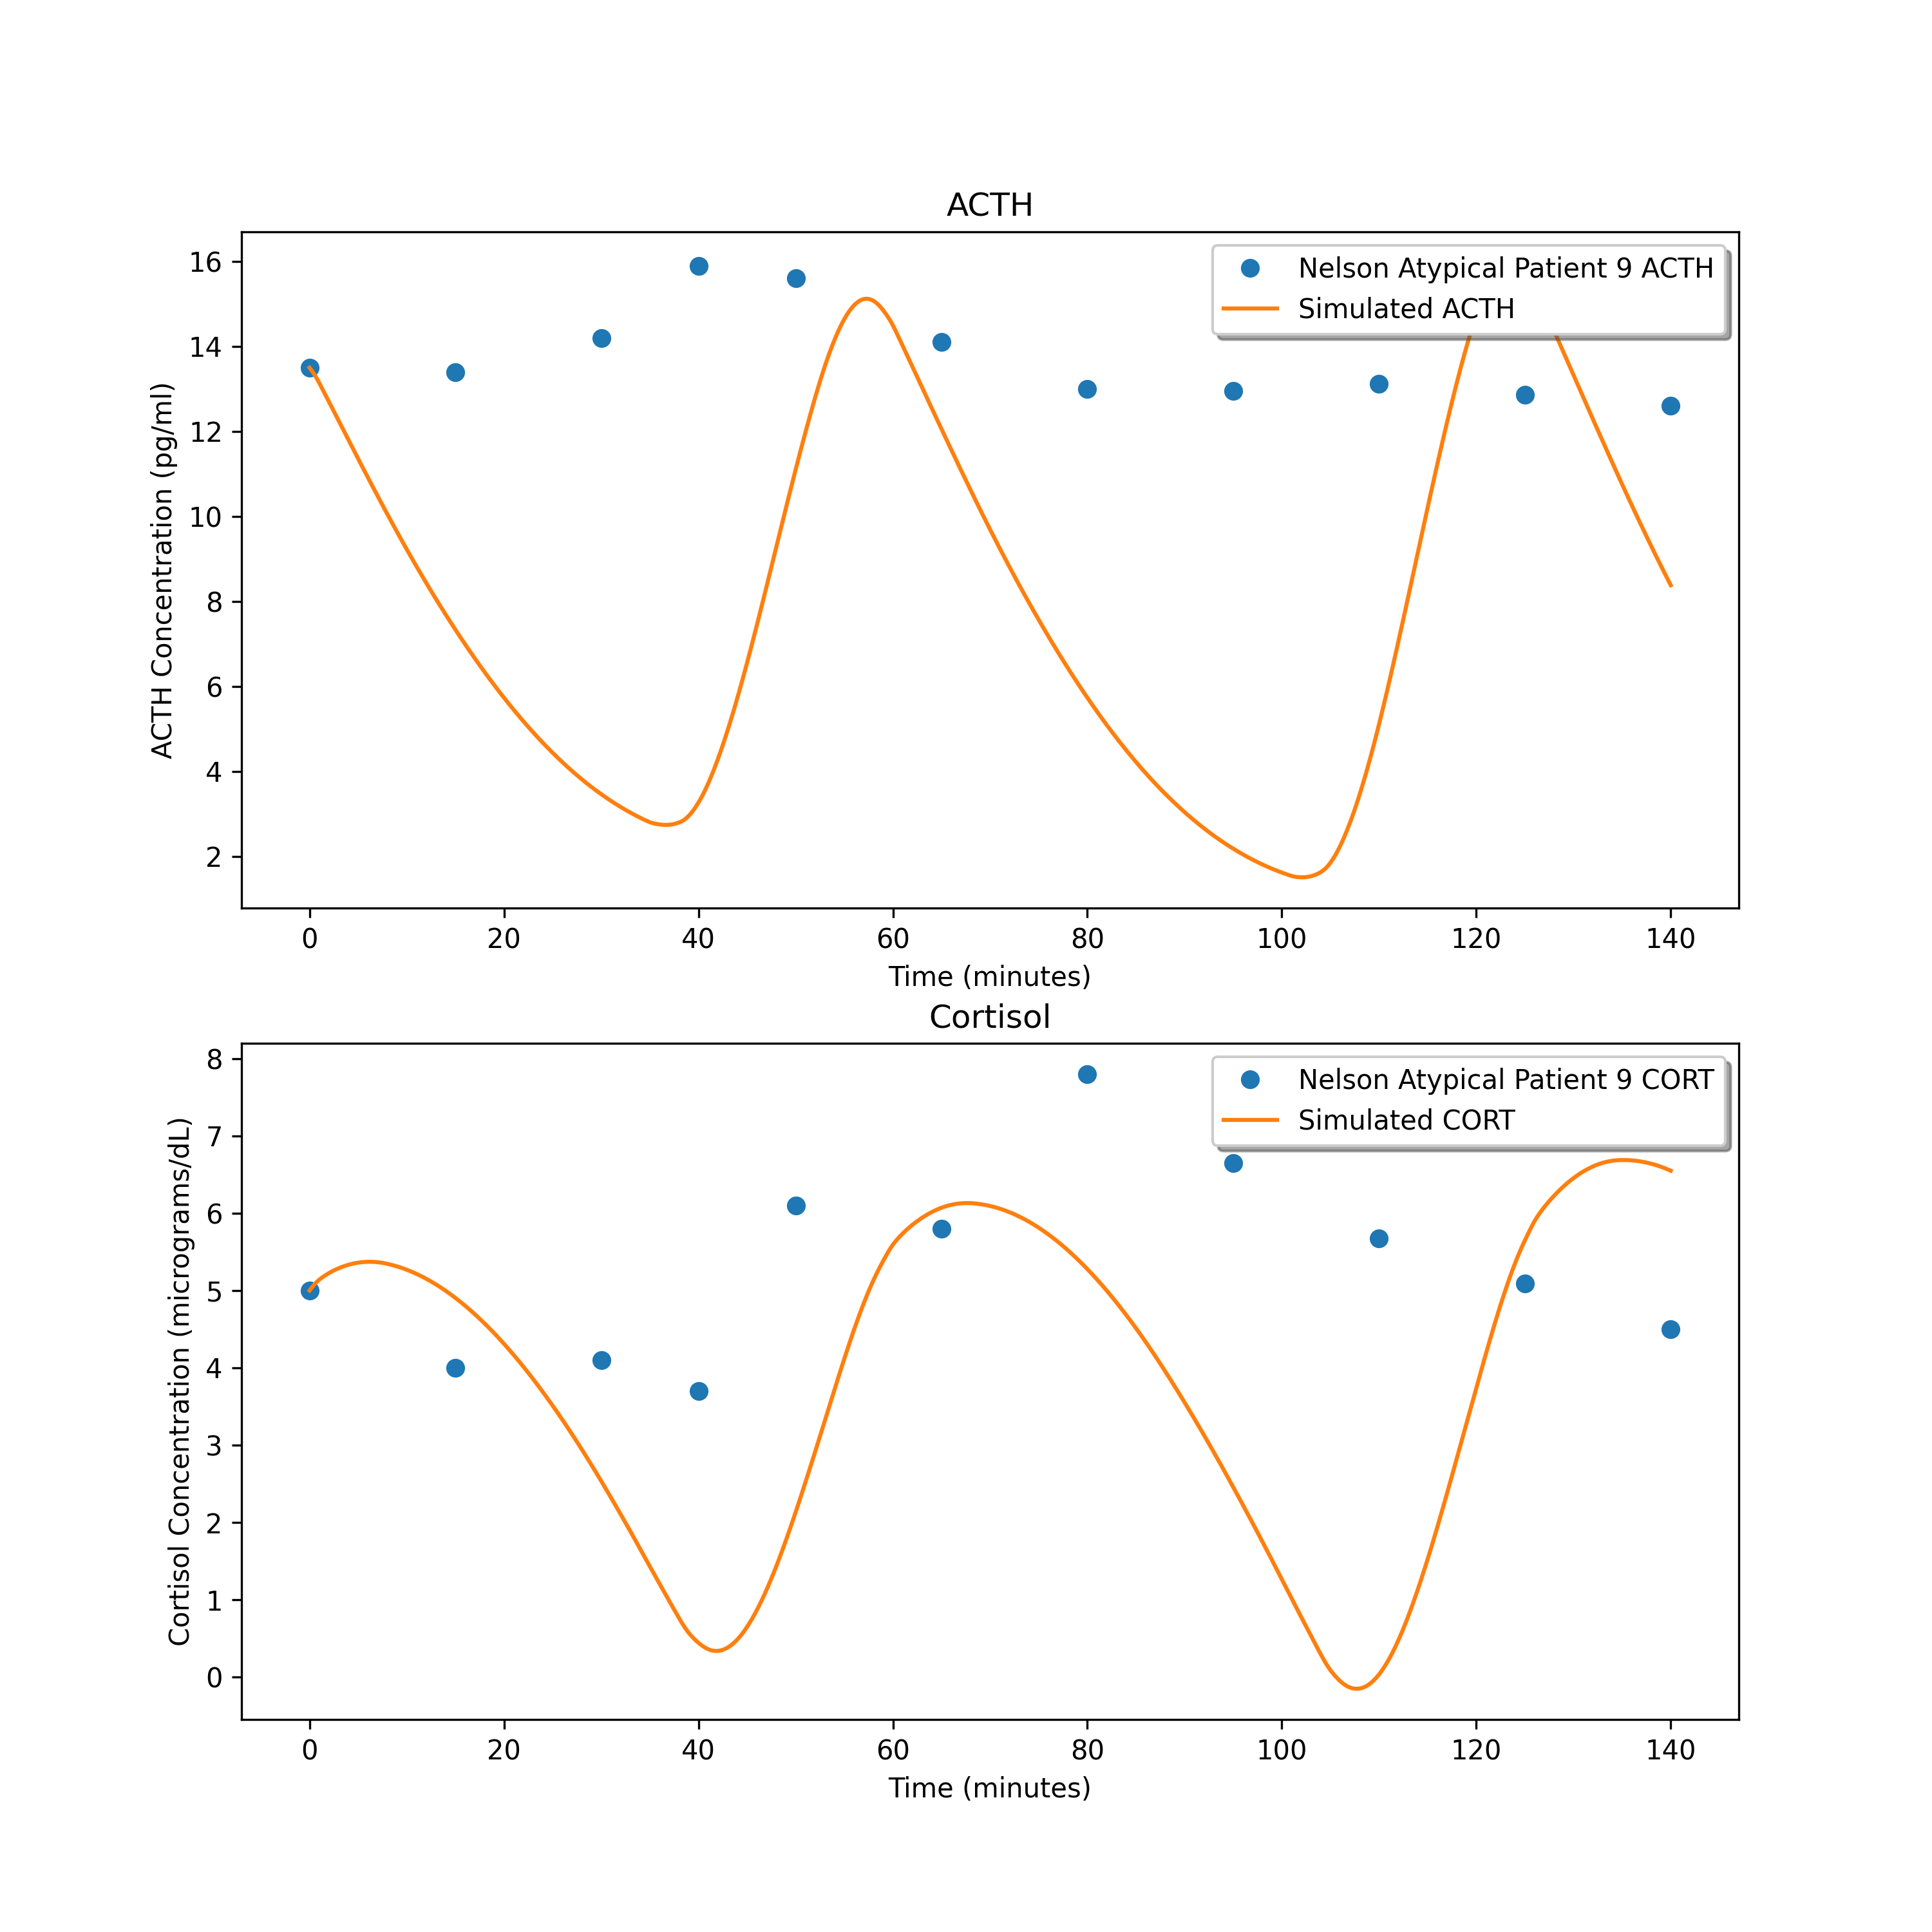 ACTH
16
14
12
10
8
6
4
2
ACTH Concentration (pg/ml)
Nelson Atypical Patient 9 ACTH
Simulated ACTH
0 20 40 60 80 100 120 140
Time (minutes)
Cortisol
8
7
6
5
4
3
2
1
0
Cortisol Concentration (micrograms/dL)
Nelson Atypical Patient 9 CORT
Simulated CORT
0 20 40 60 80 100 120 140
Time (minutes)